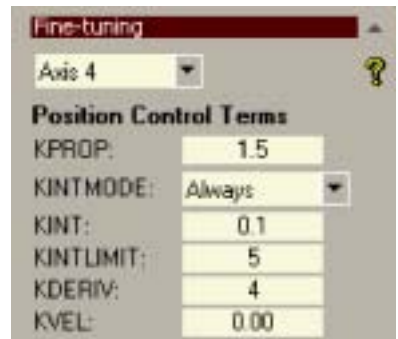 Fine-tuning
Axis 4
Position Control Terms
KPROP: 1.5
KINTMODE: Always
KINT: 0.1
KINTLIMIT: 5
KDERIV: 4
KVEL: 0.00